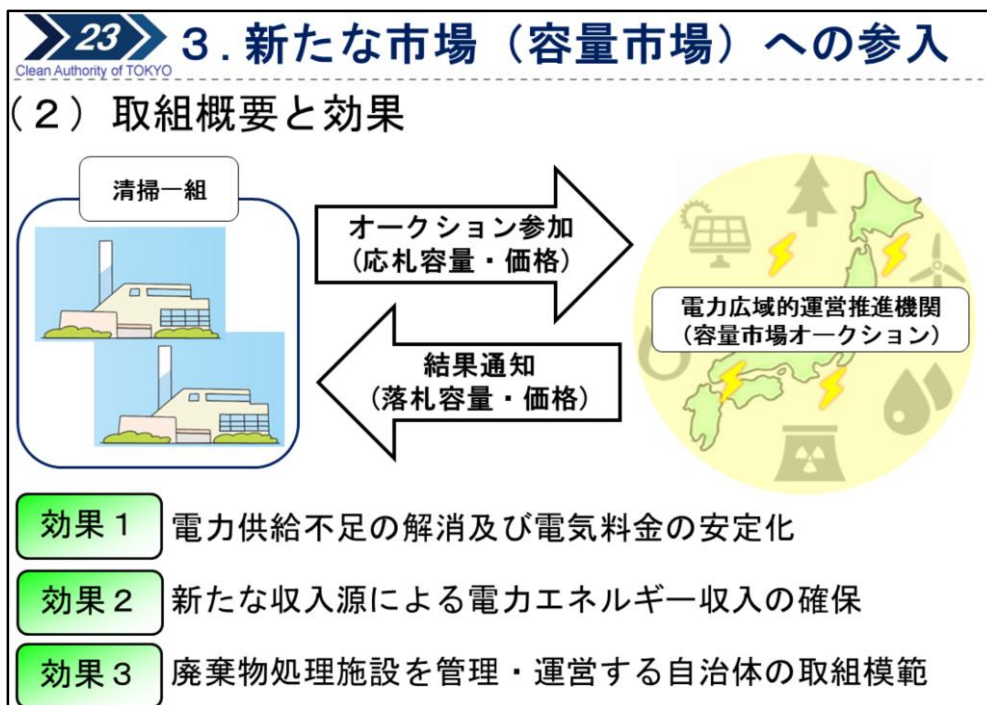 23
Clean Authority of TOKYO
３.新たな市場（容量市場）への参入
（２）取組概要と効果
清掃一組
オークション参加
(応札容量・価格)
電力広域的運営推進機関
(容量市場オークション)
結果通知
(落札容量・価格)
効果１
電力供給不足の解消及び電気料金の安定化
効果２
新たな収入源による電力エネルギー収入の確保
効果３
廃棄物処理施設を管理・運営する自治体の取組模範